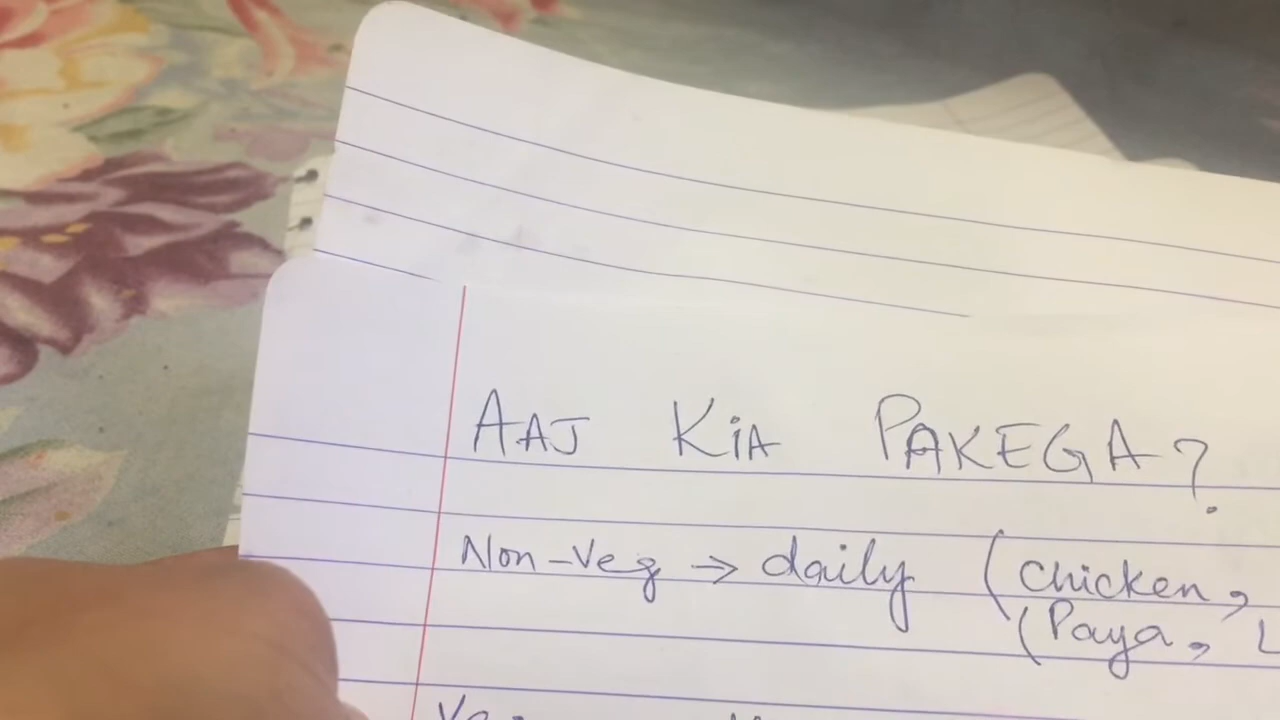 AAJ KiA PAKEGA?
Non-Veg → daily (chicken,
(Paya,